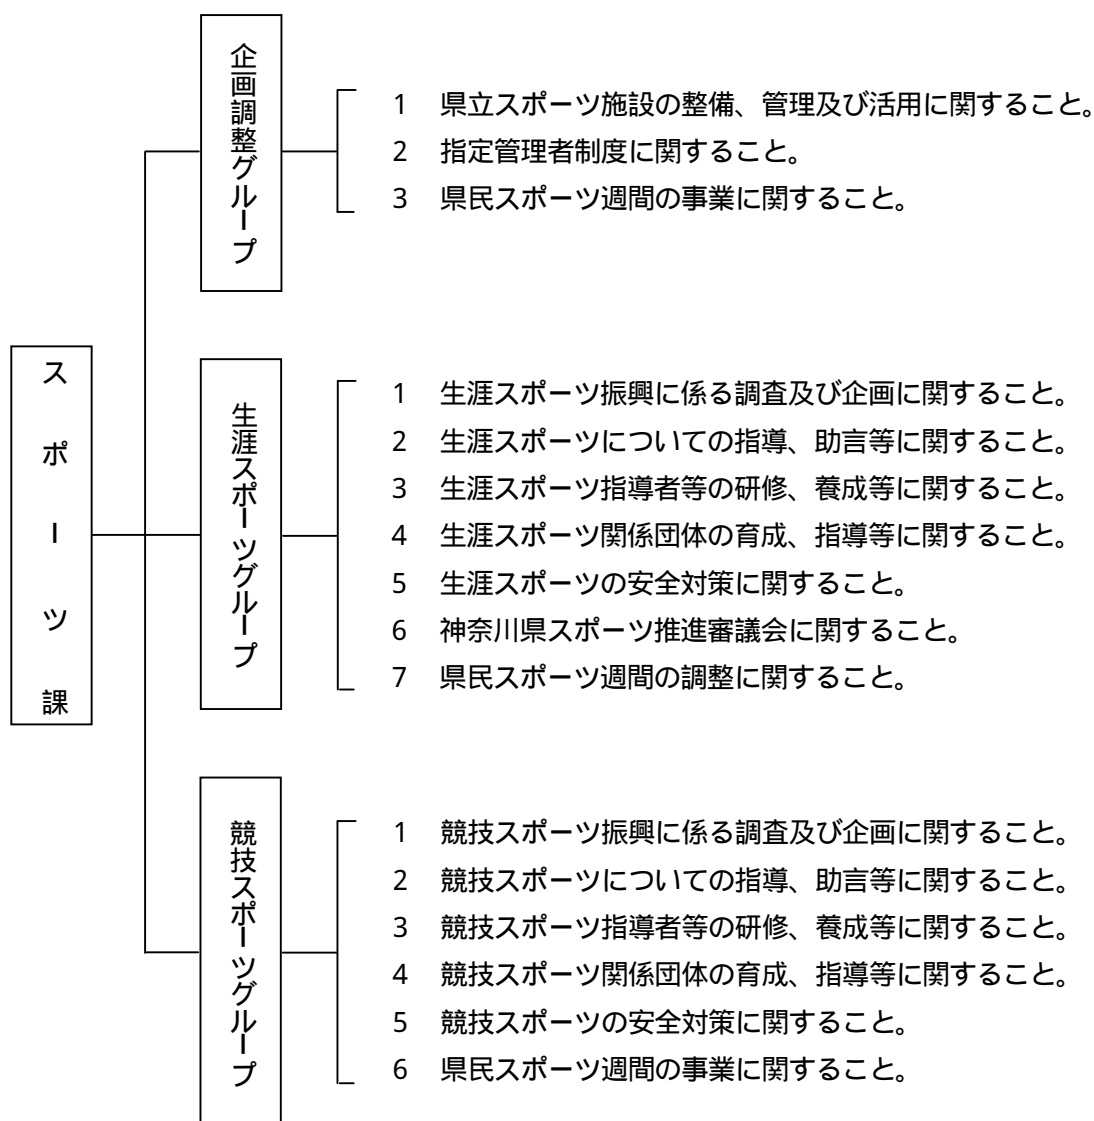 スポーツ課
企画調整グループ
1 県立スポーツ施設の整備、管理及び活用に関すること。
2 指定管理者制度に関すること。
3 県民スポーツ週間の事業に関すること。
生涯スポーツグループ
1 生涯スポーツ振興に係る調査及び企画に関すること。
2 生涯スポーツについての指導、助言等に関すること。
3 生涯スポーツ指導者等の研修、養成等に関すること。
4 生涯スポーツ関係団体の育成、指導等に関すること。
5 生涯スポーツの安全対策に関すること。
6 神奈川県スポーツ推進審議会に関すること。
7 県民スポーツ週間の調整に関すること。
競技スポーツグループ
1 競技スポーツ振興に係る調査及び企画に関すること。
2 競技スポーツについての指導、助言等に関すること。
3 競技スポーツ指導者等の研修、養成等に関すること。
4 競技スポーツ関係団体の育成、指導等に関すること。
5 競技スポーツの安全対策に関すること。
6 県民スポーツ週間の事業に関すること。